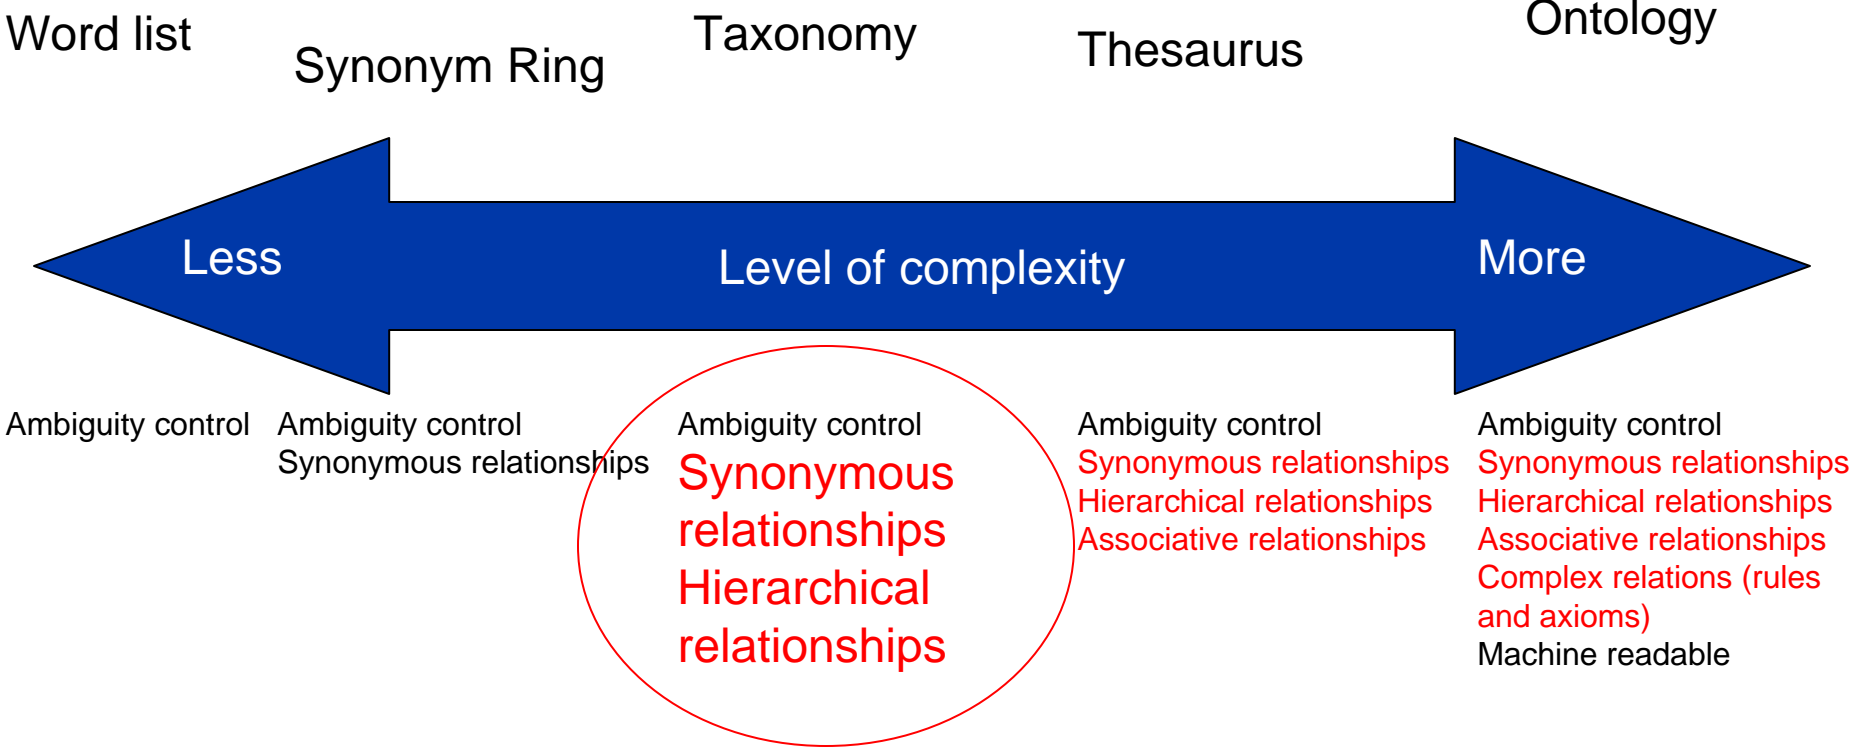 Word list
Synonym Ring
Taxonomy
Thesaurus
Ontology
Less
Level of complexity
More
Ambiguity control
Ambiguity control
Synonymous relationships
Ambiguity control
Synonymous
relationships
Hierarchical
relationships
Ambiguity control
Synonymous relationships
Hierarchical relationships
Associative relationships
Ambiguity control
Synonymous relationships
Hierarchical relationships
Associative relationships
Complex relations (rules
and axioms)
Machine readable